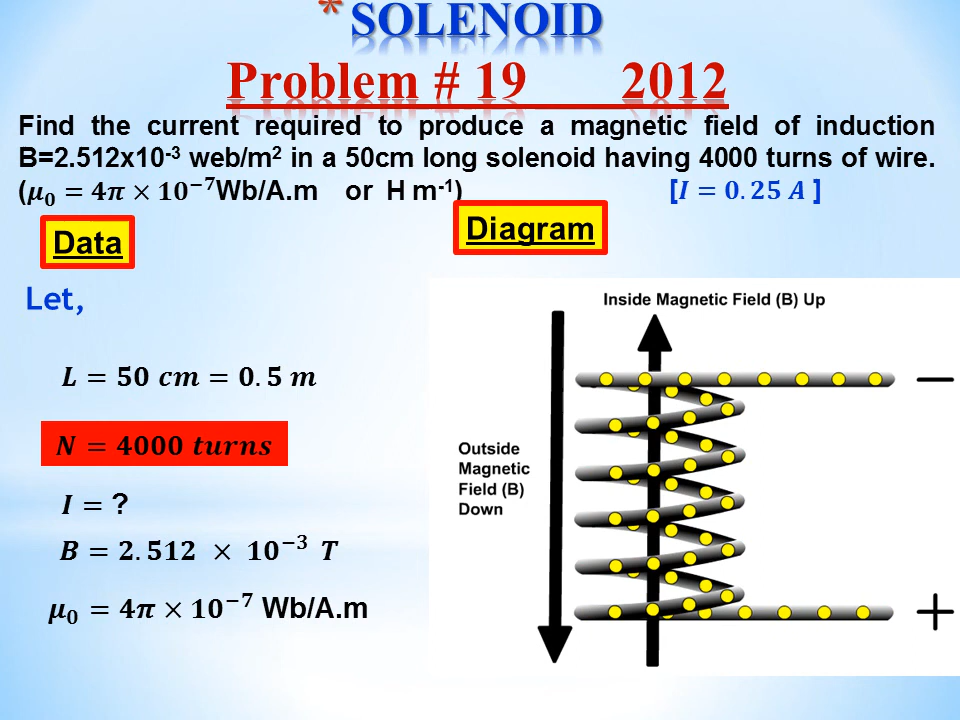 * SOLENOID
Problem # 19 2012
Find the current required to produce a magnetic field of induction
B=2.512x10⁻³ web/m² in a 50cm long solenoid having 4000 turns of wire.
(𝝁₀ = 𝟒𝝅 × 𝟏𝟎⁻⁷Wb/A.m or H m⁻¹) [𝑰 = 𝟎.𝟐𝟓 𝑨 ]
Data
Diagram
Let,
𝑳 = 𝟓𝟎 𝒄𝒎 = 𝟎.𝟓 𝒎
𝑵 = 𝟒𝟎𝟎𝟎 𝒕𝒖𝒓𝒏𝒔
𝑰 = ?
𝑩 = 𝟐.𝟓𝟏𝟐 × 𝟏𝟎⁻³ 𝑻
𝝁₀ = 𝟒𝝅 × 𝟏𝟎⁻⁷ Wb/A.m
Inside Magnetic Field (B) Up
Outside
Magnetic
Field (B)
Down
−
+